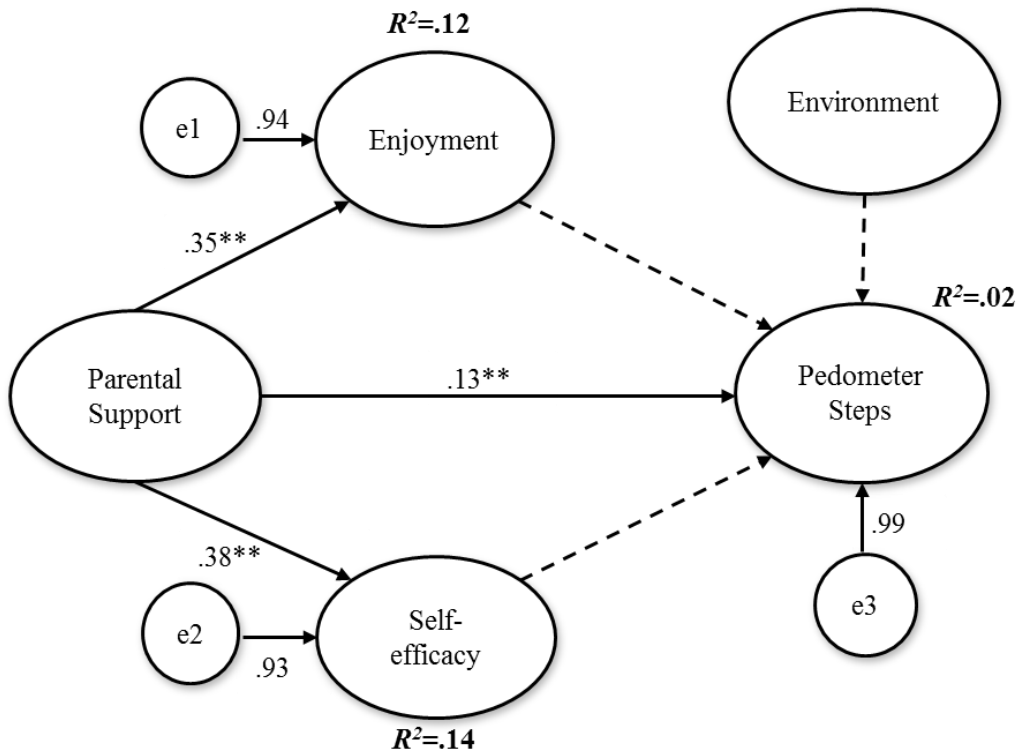 R²=.12
e1
.94
Enjoyment
Environment
.35**
R²=.02
Parental
Support
.13**
Pedometer
Steps
.38**
.99
e2
.93
Self-
efficacy
e3
R²=.14